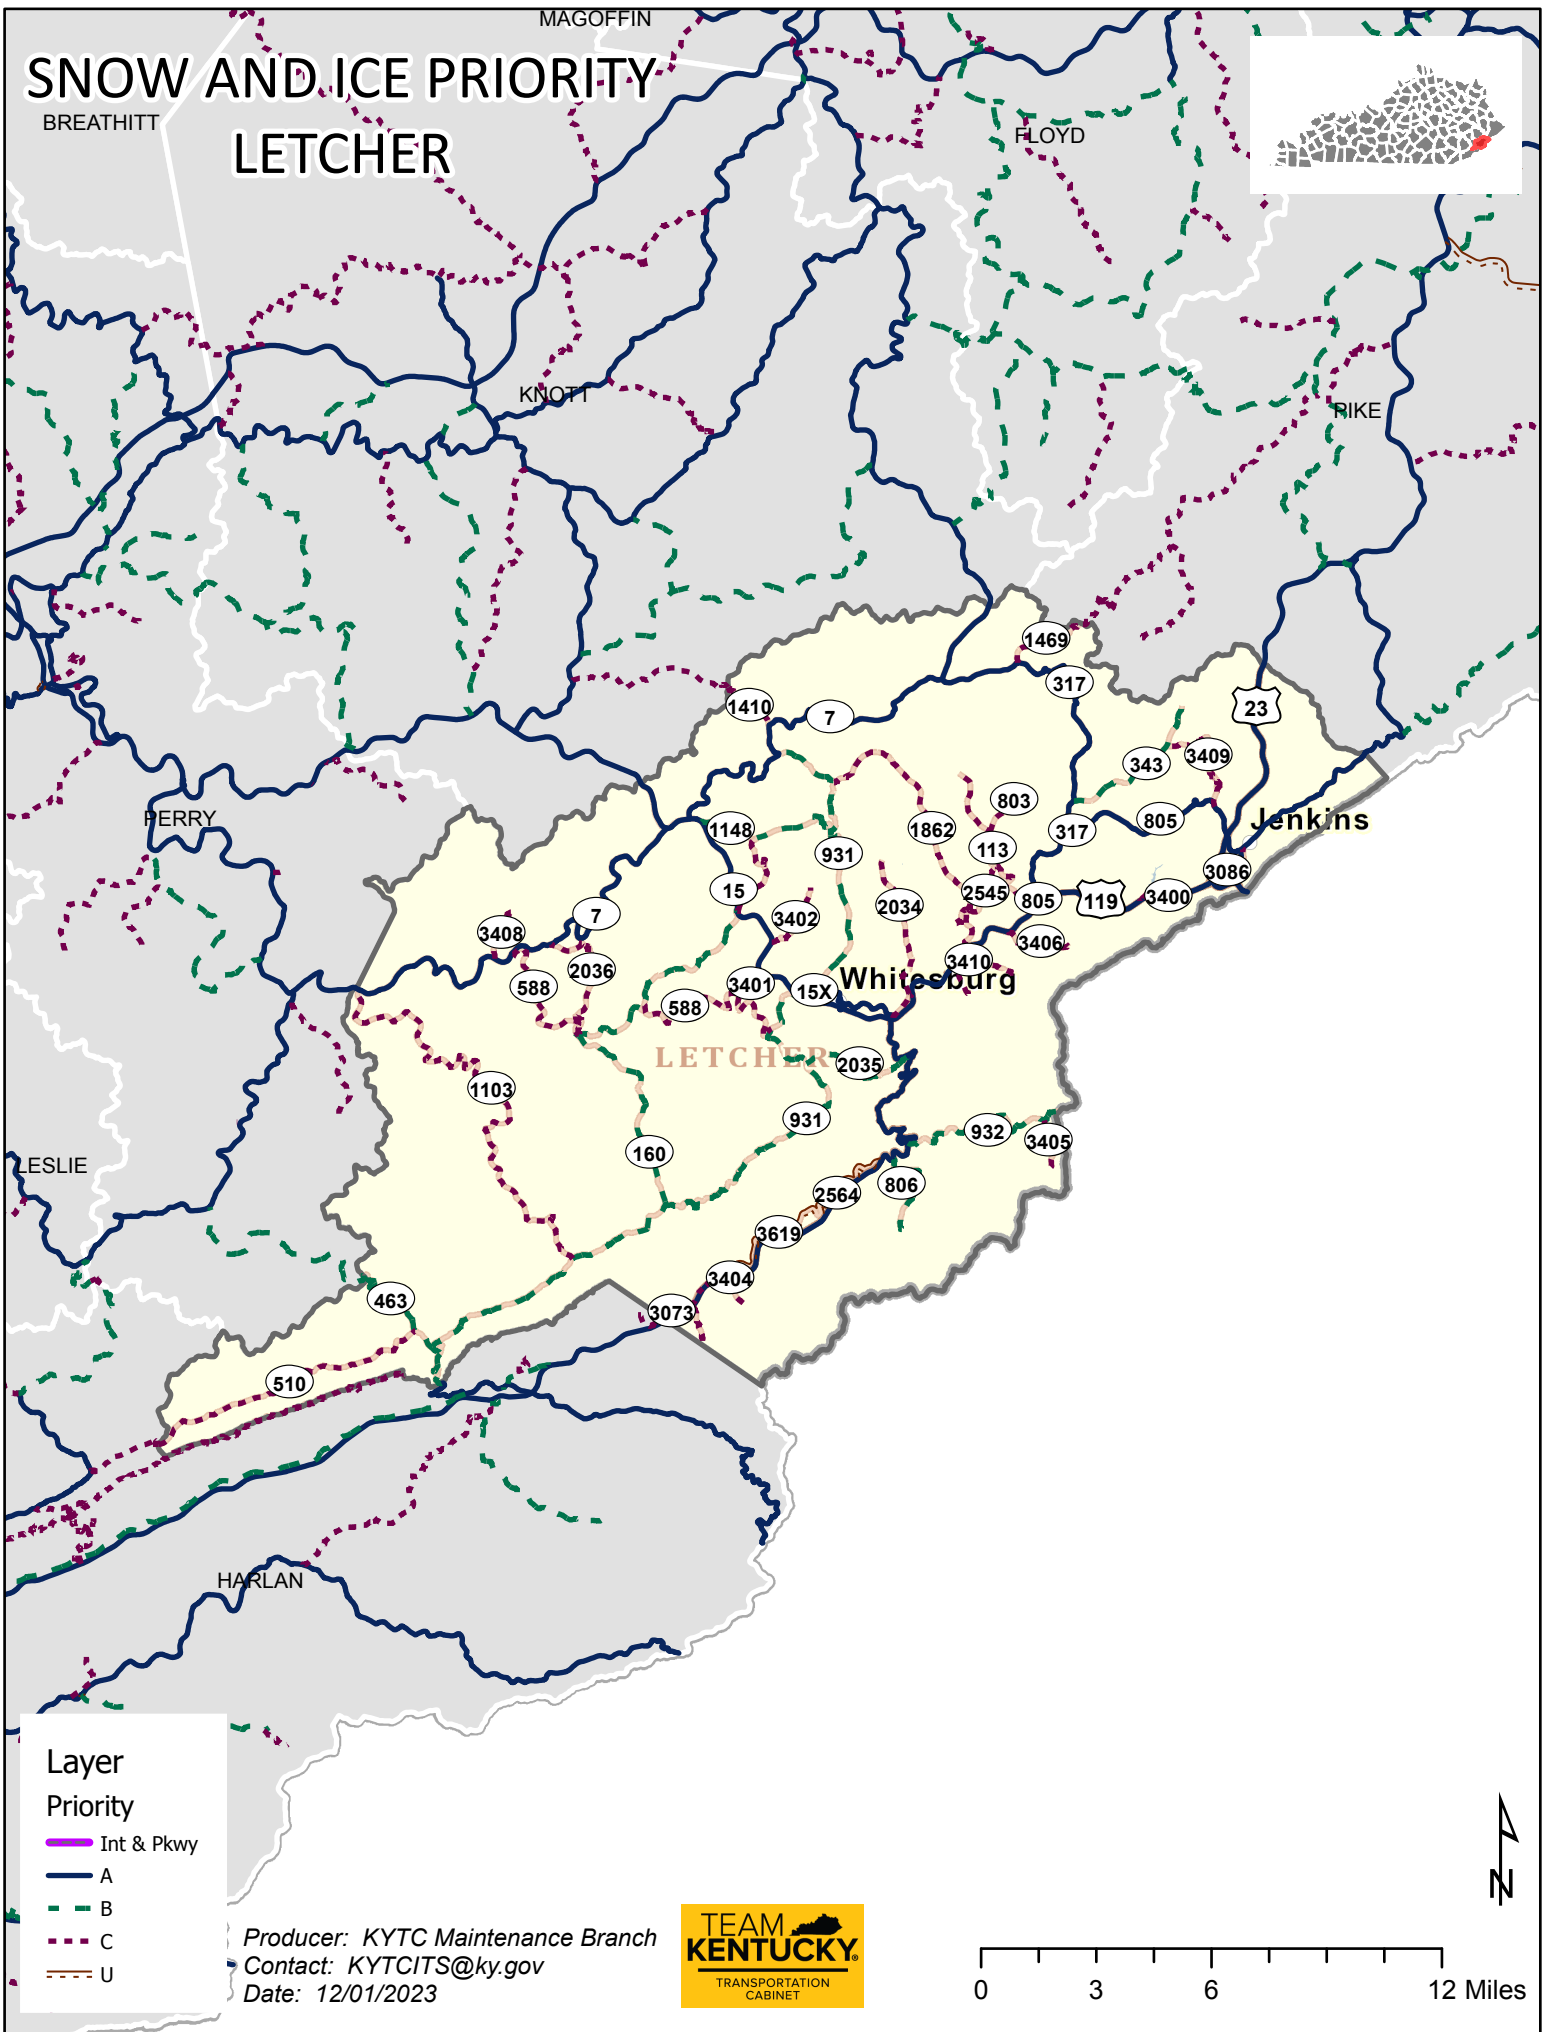 MAGOFFIN
SNOW AND ICE PRIORITY
LETCHER
BREATHITT
FLOYD
KNOTT
PIKE
1469
317
23
1410
7
343
3409
803
1148
1862
317
805
Jenkins
931
113
3086
15
2545
805
119
3400
PERRY
7
3402
2034
3408
3406
3410
588
2036
3401
15X
Whitesburg
588
LETCHER
2035
1103
931
932
3405
160
LESLIE
806
2564
3619
3404
463
3073
510
HARLAN
Layer
Priority
Int & Pkwy
A
B
C
U
Producer: KYTC Maintenance Branch
Contact: KYTCITS@ky.gov
Date: 12/01/2023
TEAM
KENTUCKY®
TRANSPORTATION
CABINET
N
0 3 6 12 Miles